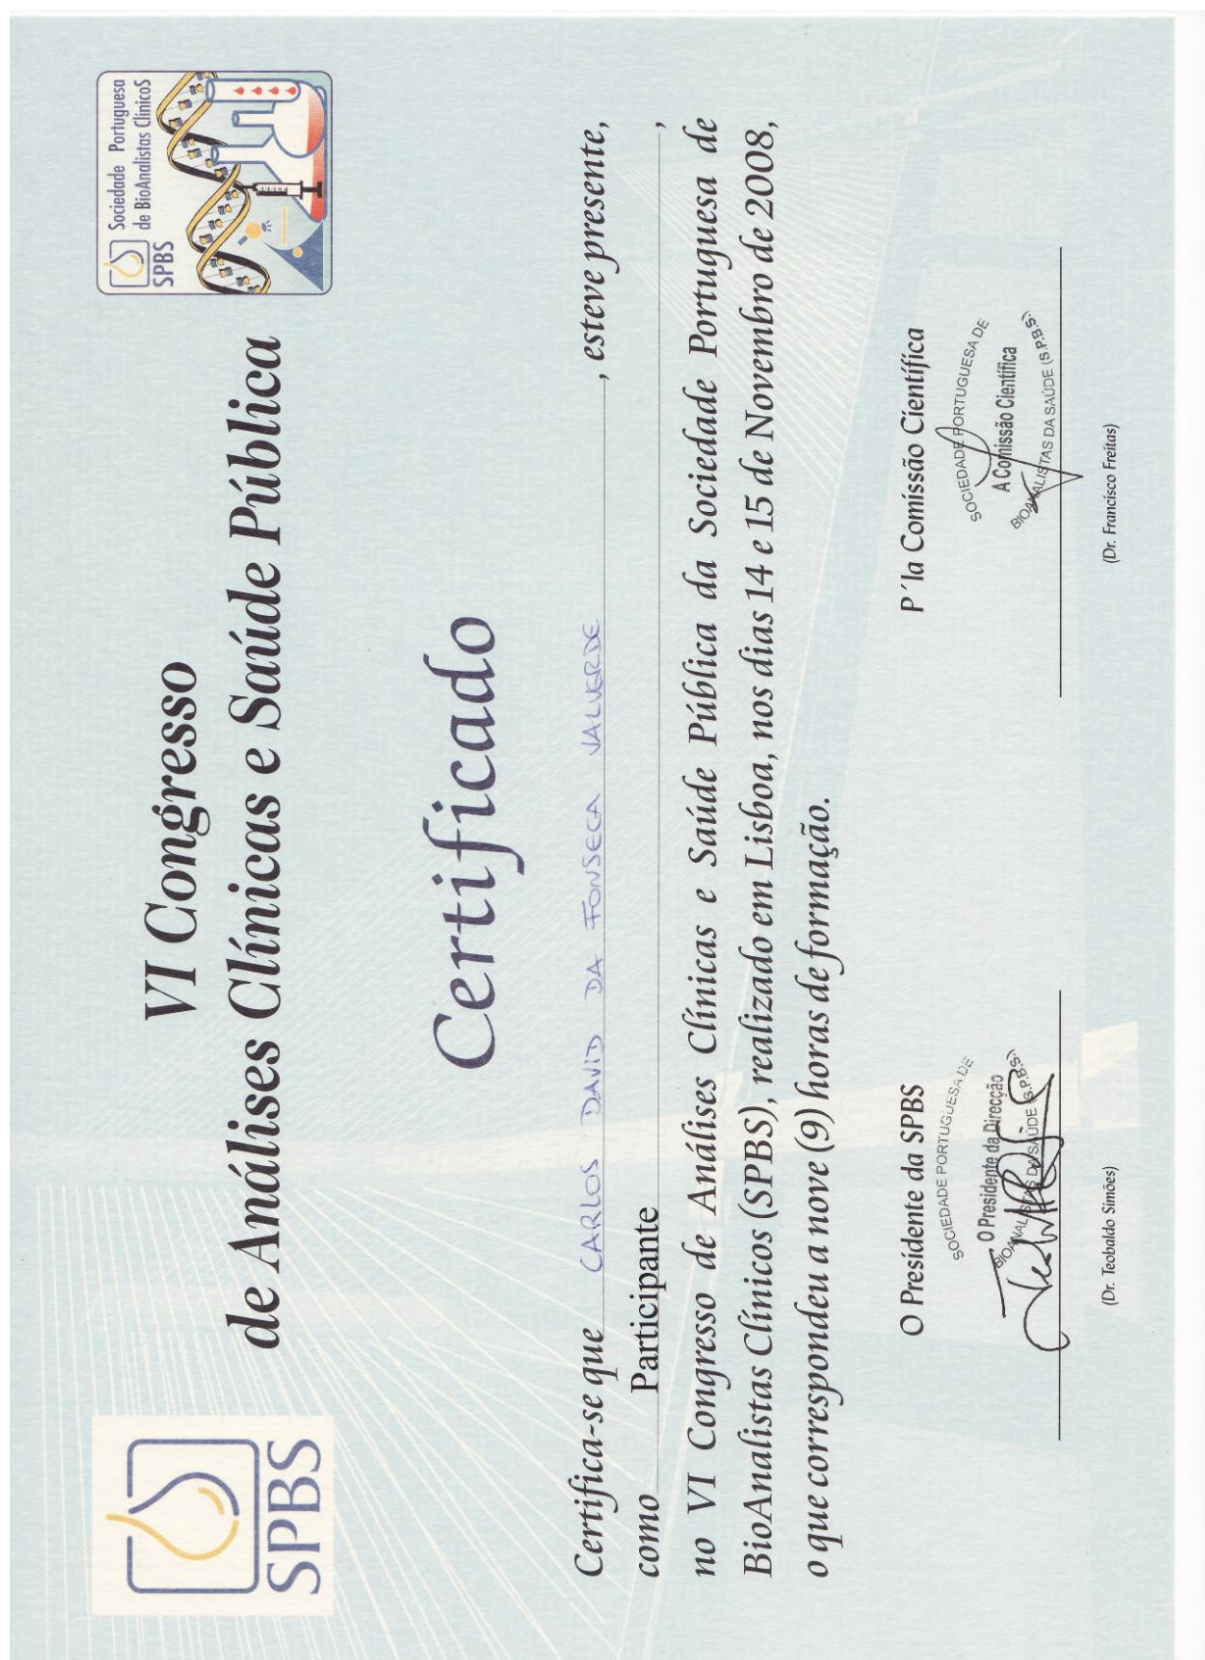 SPBS
VI Congresso
de Análises Clínicas e Saúde Pública
SPBS
Sociedade Portuguesa
de BioAnalistas ClínicoS
Certificado
Certifica-se que CARLOS DAVID DA FONSECA VALVERDE, esteve presente,
como Participante,
no VI Congresso de Análises Clínicas e Saúde Pública da Sociedade Portuguesa de
BioAnalistas Clínicos (SPBS), realizado em Lisboa, nos dias 14 e 15 de Novembro de 2008,
o que correspondeu a nove (9) horas de formação.
O Presidente da SPBS
SOCIEDADE PORTUGUESA DE
O Presidente da Direcção
BIOANALISTAS DA SAÚDE (S.P.B.S.)
(Dr. Teobaldo Simões)
P´la Comissão Científica
SOCIEDADE PORTUGUESA DE
A Comissão Científica
BIOANALISTAS DA SAÚDE (S.P.B.S.)
(Dr. Francisco Freitas)